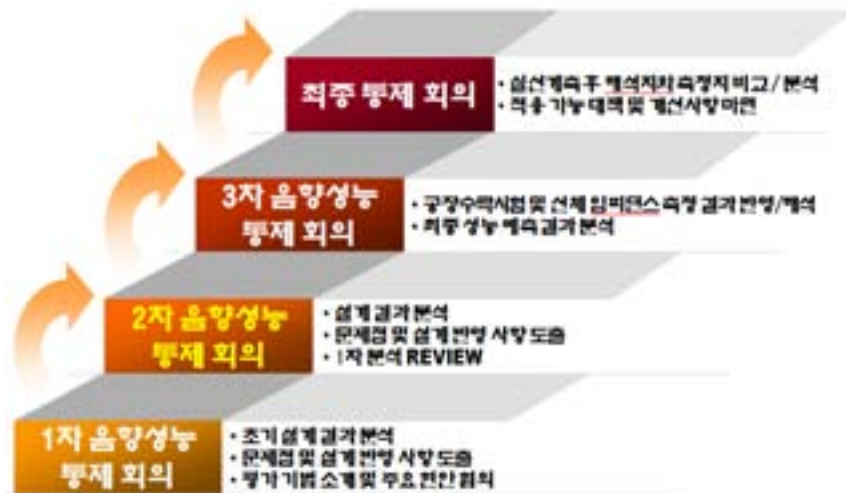 최종 통제 회의
• 실선계측 후 해석치와 측정치 비교 / 분석
• 적용 가능 대책 및 개선사항 마련
3차 음향성능
통제 회의
• 공장수락시험 및 선체 임피던스 측정 결과 반영/해석
• 최종 성능 예측결과 분석
2차 음향성능
통제 회의
• 설계 결과 분석
• 문제점 및 설계 반영 사항 도출
• 1차 분석 REVIEW
1차 음향성능
통제 회의
• 초기 설계 결과 분석
• 문제점 및 설계 반영 사항 도출
• 평가 기법 소개 및 주요 현안 협의